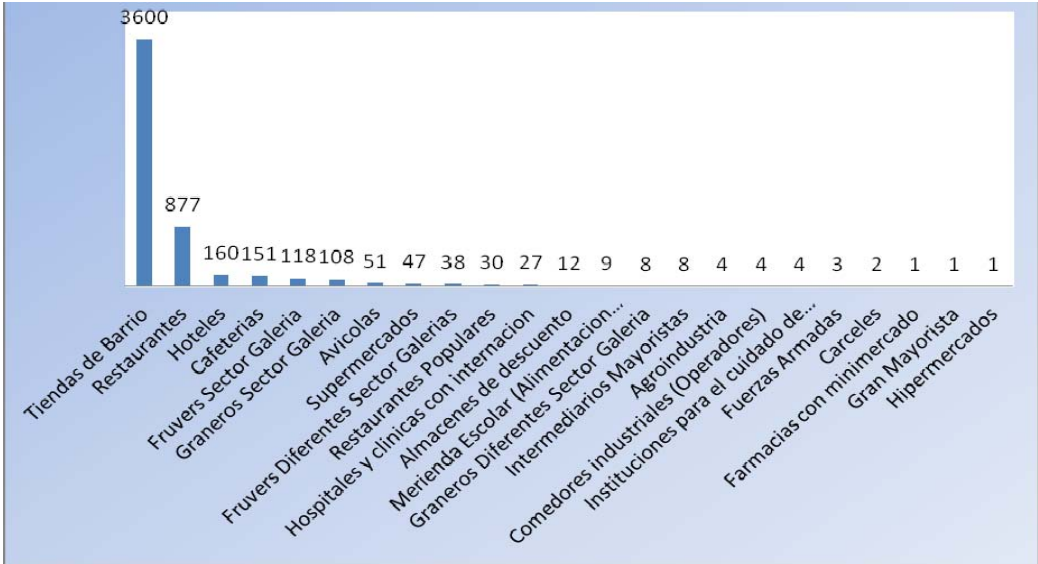 3600
877
160
151
118
108
51
47
38
30
27
12
9
8
8
4
4
4
3
2
1
1
1
Tiendas de Barrio
Restaurantes
Hoteles
Cafeterias
Fruvers Sector Galeria
Graneros Sector Galeria
Avicolas
Supermercados
Fruvers Diferentes Sector Galerias
Restaurantes Populares
Hospitales y clinicas con internacion
Almacenes de descuento
Merienda Escolar (Alimentacion...
Graneros Diferentes Sector Galeria
Intermediarios Mayoristas
Agroindustria
Comedores industriales (Operadores)
Instituciones para el cuidado de...
Fuerzas Armadas
Carceles
Farmacias con minimercado
Gran Mayorista
Hipermercados